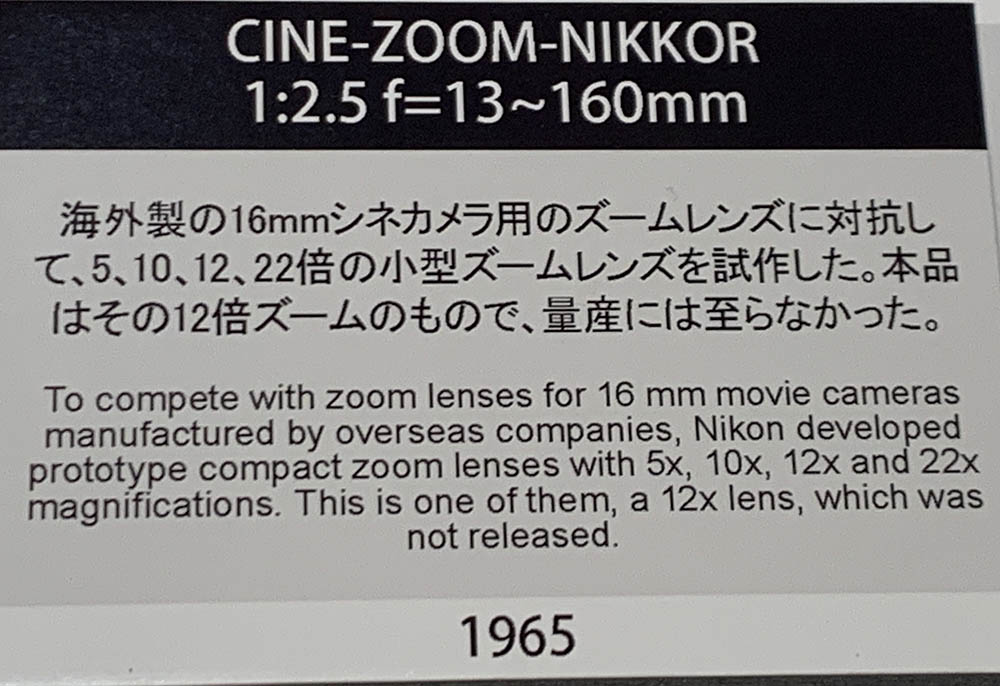 CINE-ZOOM-NIKKOR
1:2.5 f=13~160mm
海外製の16mmシネカメラ用のズームレンズに対抗し
て、5、10、12、22倍の小型ズームレンズを試作した。本品
はその12倍ズームのもので、量産には至らなかった。
To compete with zoom lenses for 16 mm movie cameras
manufactured by overseas companies, Nikon developed
prototype compact zoom lenses with 5x, 10x, 12x and 22x
magnifications. This is one of them, a 12x lens, which was
not released.
1965